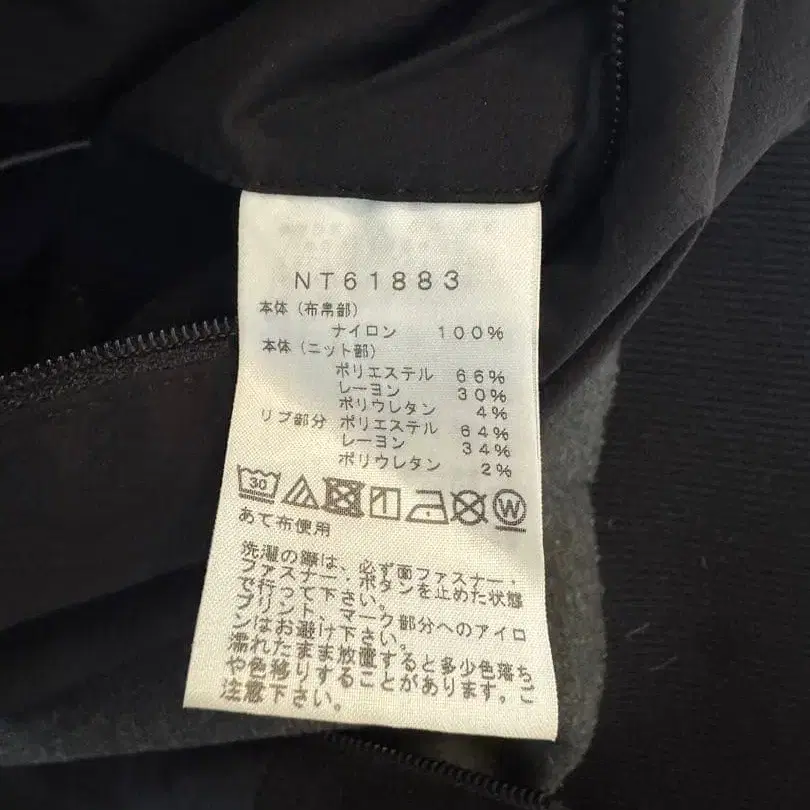 NT61883
本体(布帛部)
ナイロン 100%
本体(ニット部)
ポリエステル 66%
レーヨン 30%
ポリウレタン 4%
リブ部分 ポリエステル 64%
レーヨン 34%
ポリウレタン 2%
30 W
あて布使用
洗濯の際は、必ず面ファスナー・
ファスナー・ボタンを止めた状態
で行って下さい。
プリント、マーク部分へのアイロ
ンはお避け下さい。
濡れたまま放置すると多少色落ち
や色移りすることがあります。ご
注意下さい。